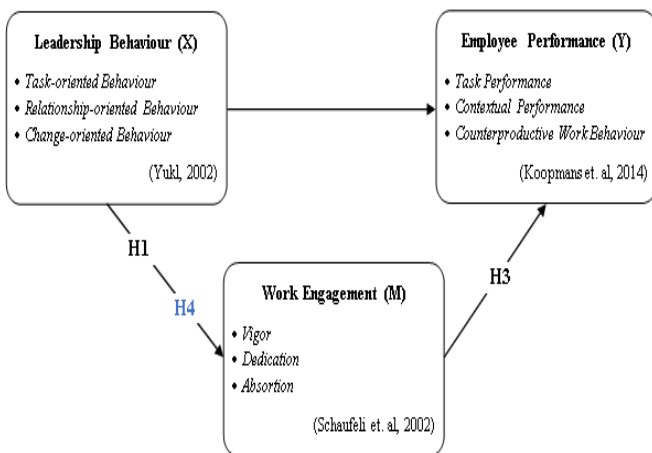 Leadership Behaviour (X)
• Task-oriented Behaviour
• Relationship-oriented Behaviour
• Change-oriented Behaviour
(Yukl, 2002)
Employee Performance (Y)
• Task Performance
• Contextual Performance
• Counterproductive Work Behaviour
(Koopmans et. al, 2014)
H1
H4
H3
Work Engagement (M)
• Vigor
• Dedication
• Absortion
(Schaufeli et. al, 2002)